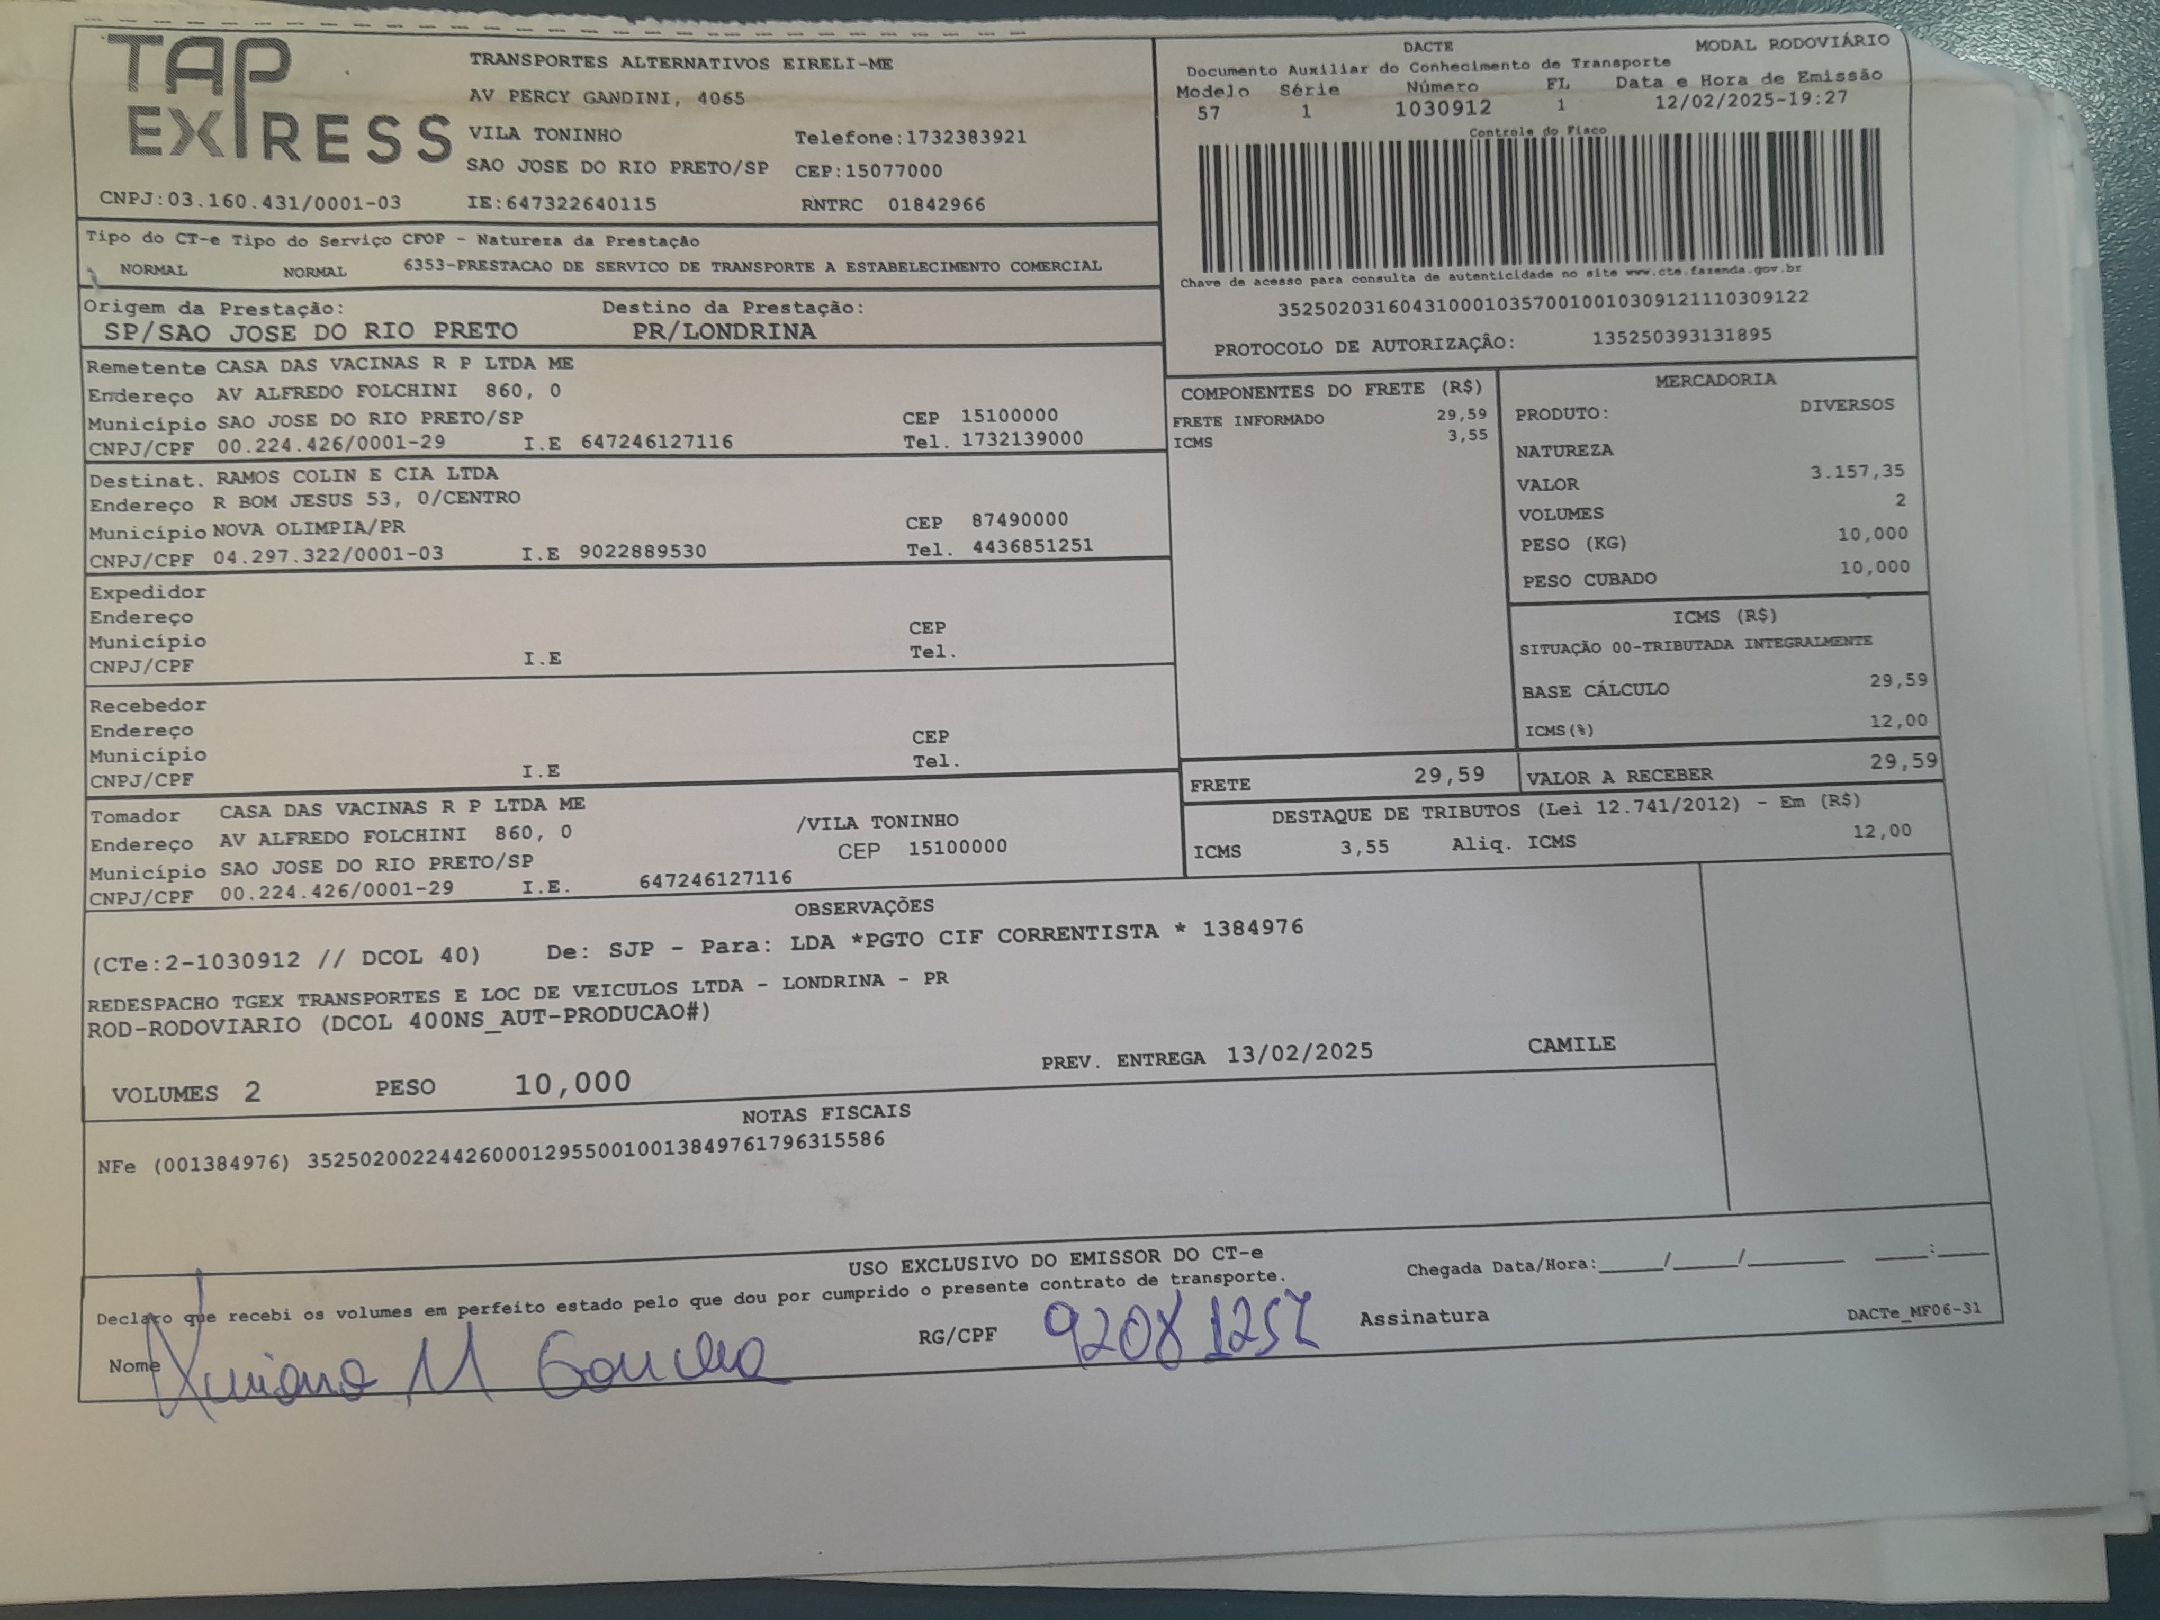 TAP EXPRESS
TRANSPORTES ALTERNATIVOS EIRELI-ME
AV PERCY GANDINI, 4065
VILA TONINHO Telefone:1732383921
SAO JOSE DO RIO PRETO/SP CEP:15077000
CNPJ:03.160.431/0001-03 IE:647322640115 RNTRC 01842966
DACTE MODAL RODOVIÁRIO
Documento Auxiliar do Conhecimento de Transporte
Modelo Série Número FL Data e Hora de Emissão
57 1 1030912 1 12/02/2025-19:27
Controle do Fisco
Chave de acesso para consulta de autenticidade no site www.cte.fazenda.gov.br
35250203160431000103570010010309121110309122
PROTOCOLO DE AUTORIZAÇÂO: 135250393131895
Tipo do CT-e Tipo do Serviço CFOP - Natureza da Prestação
NORMAL NORMAL 6353-PRESTACAO DE SERVICO DE TRANSPORTE A ESTABELECIMENTO COMERCIAL
Origem da Prestação: Destino da Prestação:
SP/SAO JOSE DO RIO PRETO PR/LONDRINA
Remetente CASA DAS VACINAS R P LTDA ME
Endereço AV ALFREDO FOLCHINI 860, 0
Município SAO JOSE DO RIO PRETO/SP CEP 15100000
CNPJ/CPF 00.224.426/0001-29 I.E 647246127116 Tel. 1732139000
Destinat. RAMOS COLIN E CIA LTDA
Endereço R BOM JESUS 53, 0/CENTRO
Município NOVA OLIMPIA/PR CEP 87490000
CNPJ/CPF 04.297.322/0001-03 I.E 9022889530 Tel. 4436851251
Expedidor
Endereço
Município CEP
CNPJ/CPF I.E Tel.
Recebedor
Endereço
Município CEP
CNPJ/CPF I.E Tel.
Tomador CASA DAS VACINAS R P LTDA ME
Endereço AV ALFREDO FOLCHINI 860, 0 /VILA TONINHO
Município SAO JOSE DO RIO PRETO/SP CEP 15100000
CNPJ/CPF 00.224.426/0001-29 I.E. 647246127116
COMPONENTES DO FRETE (R$)
FRETE INFORMADO 29,59
ICMS 3,55
MERCADORIA
PRODUTO: DIVERSOS
NATUREZA
VALOR 3.157,35
VOLUMES 2
PESO (KG) 10,000
PESO CUBADO 10,000
ICMS (R$)
SITUAÇÃO 00-TRIBUTADA INTEGRALMENTE
BASE CÁLCULO 29,59
ICMS(%) 12,00
FRETE 29,59 VALOR A RECEBER 29,59
DESTAQUE DE TRIBUTOS (Lei 12.741/2012) - Em (R$)
ICMS 3,55 Aliq. ICMS 12,00
OBSERVAÇÕES
(CTe:2-1030912 // DCOL 40) De: SJP - Para: LDA *PGTO CIF CORRENTISTA * 1384976
REDESPACHO TGEX TRANSPORTES E LOC DE VEICULOS LTDA - LONDRINA - PR
ROD-RODOVIARIO (DCOL 400NS_AUT-PRODUCAO#)
VOLUMES 2 PESO 10,000 PREV. ENTREGA 13/02/2025 CAMILE
NOTAS FISCAIS
NFe (001384976) 35250200224426000129550010013849761796315586
USO EXCLUSIVO DO EMISSOR DO CT-e
Declaro que recebi os volumes em perfeito estado pelo que dou por cumprido o presente contrato de transporte.
Chegada Data/Hora:_____/_____/_______ ____:____
Nome RG/CPF 92081257 Assinatura
DACTe_MF06-31